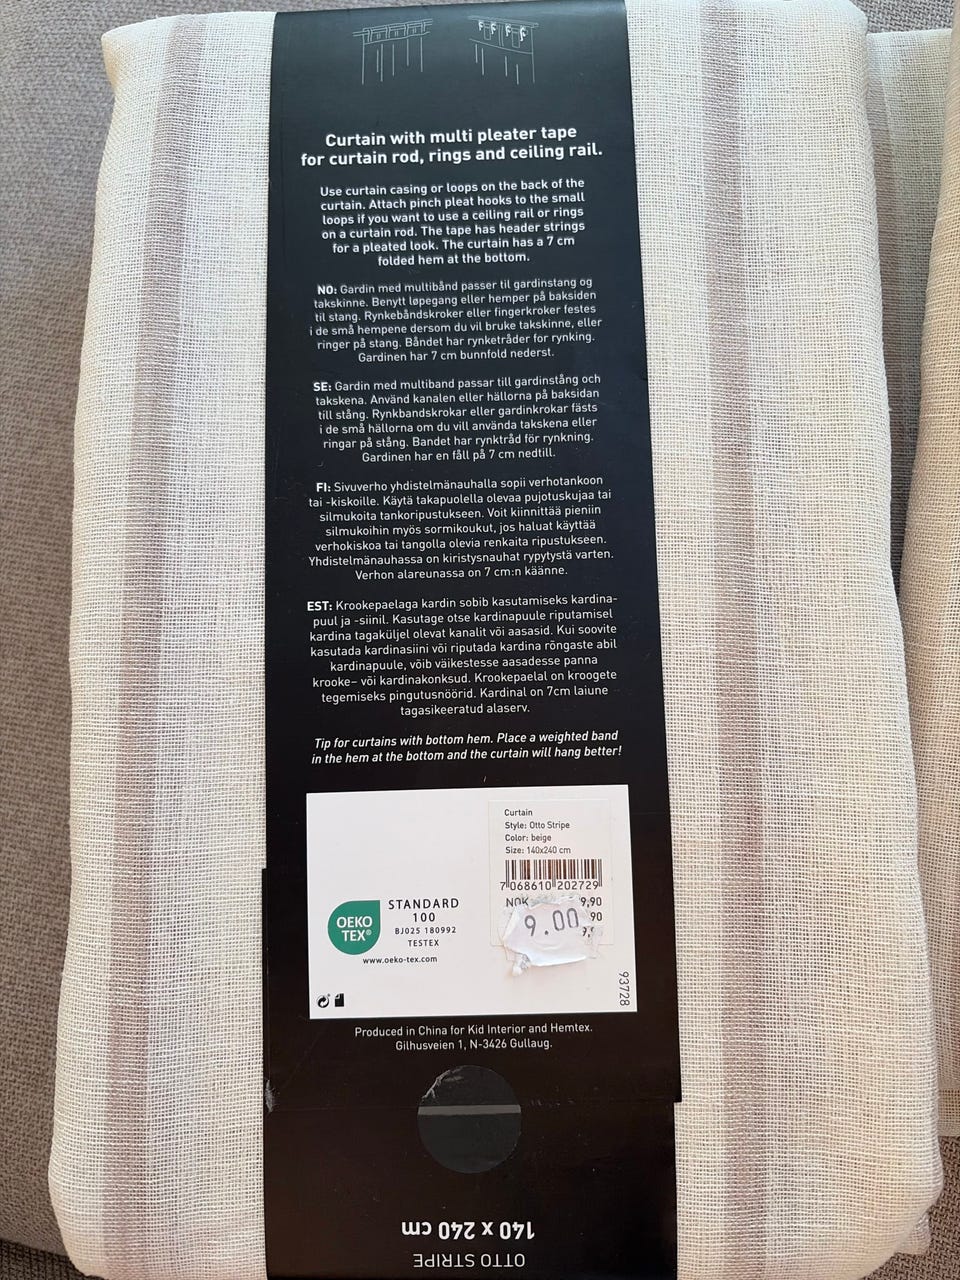 Curtain with multi pleater tape
for curtain rod, rings and ceiling rail.
Use curtain casing or loops on the back of the
curtain. Attach pinch pleat hooks to the small
loops if you want to use a ceiling rail or rings
on a curtain rod. The tape has header strings
for a pleated look. The curtain has a 7 cm
folded hem at the bottom.
NO: Gardin med multibånd passer til gardinstang og
takskinne. Benytt løpegang eller hemper på baksiden
til stang. Rynkebåndskroker eller fingerkroker festes
i de små hempene dersom du vil bruke takskinne, eller
ringer på stang. Båndet har rynketråder for rynking.
Gardinen har 7 cm bunnfold nederst.
SE: Gardin med multiband passar till gardinstång och
takskena. Använd kanalen eller hällorna på baksidan
till stång. Rynkbandskrokar eller gardinkrokar fästs
i de små hällorna om du vill använda takskena eller
ringar på stång. Bandet har rynktråd för rynkning.
Gardinen har en fåll på 7 cm nedtill.
FI: Sivuverho yhdistelmänauhalla sopii verhotankoon
tai -kiskoille. Käytä takapuolella olevaa pujotuskujaa tai
silmukoita tankoripustukseen. Voit kiinnittää pieniin
silmukoihin myös sormikoukut, jos haluat käyttää
verhokiskoa tai tangolla olevia renkaita ripustukseen.
Yhdistelmänauhassa on kiristysnauhat rypytystä varten.
Verhon alareunassa on 7 cm:n käänne.
EST: Krookepaelaga kardin sobib kasutamiseks kardina-
puul ja -siinil. Kasutage otse kardinapuule riputamisel
kardina tagaküljel olevat kanalit või aasasid. Kui soovite
kasutada kardinasiini või riputada kardina rõngaste abil
kardinapuule, võib väikestesse aasadesse panna
krooke– või kardinakonksud. Krookepaelal on kroogete
tegemiseks pingutusnöörid. Kardinal on 7cm laiune
tagasikeeratud alaserv.
Tip for curtains with bottom hem. Place a weighted band
in the hem at the bottom and the curtain will hang better!
Curtain
Style: Otto Stripe
Color: beige
Size: 140x240 cm
7 068610 202729
NOK 9,90
90
9.00
OEKO
TEX®
STANDARD
100
BJ025 180992
TESTEX
www.oeko-tex.com
93728
Produced in China for Kid Interior and Hemtex.
Gilhusveien 1, N-3426 Gullaug.
140 x 240 cm
OTTO STRIPE